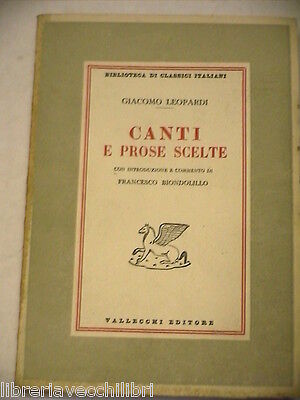 BIBLIOTECA DI CLASSICI ITALIANI
GIACOMO LEOPARDI
CANTI
E PROSE SCELTE
CON INTRODUZIONE E COMMENTO DI
FRANCESCO BIONDOLILLO
VALLECCHI EDITORE
libreriavecchilibri